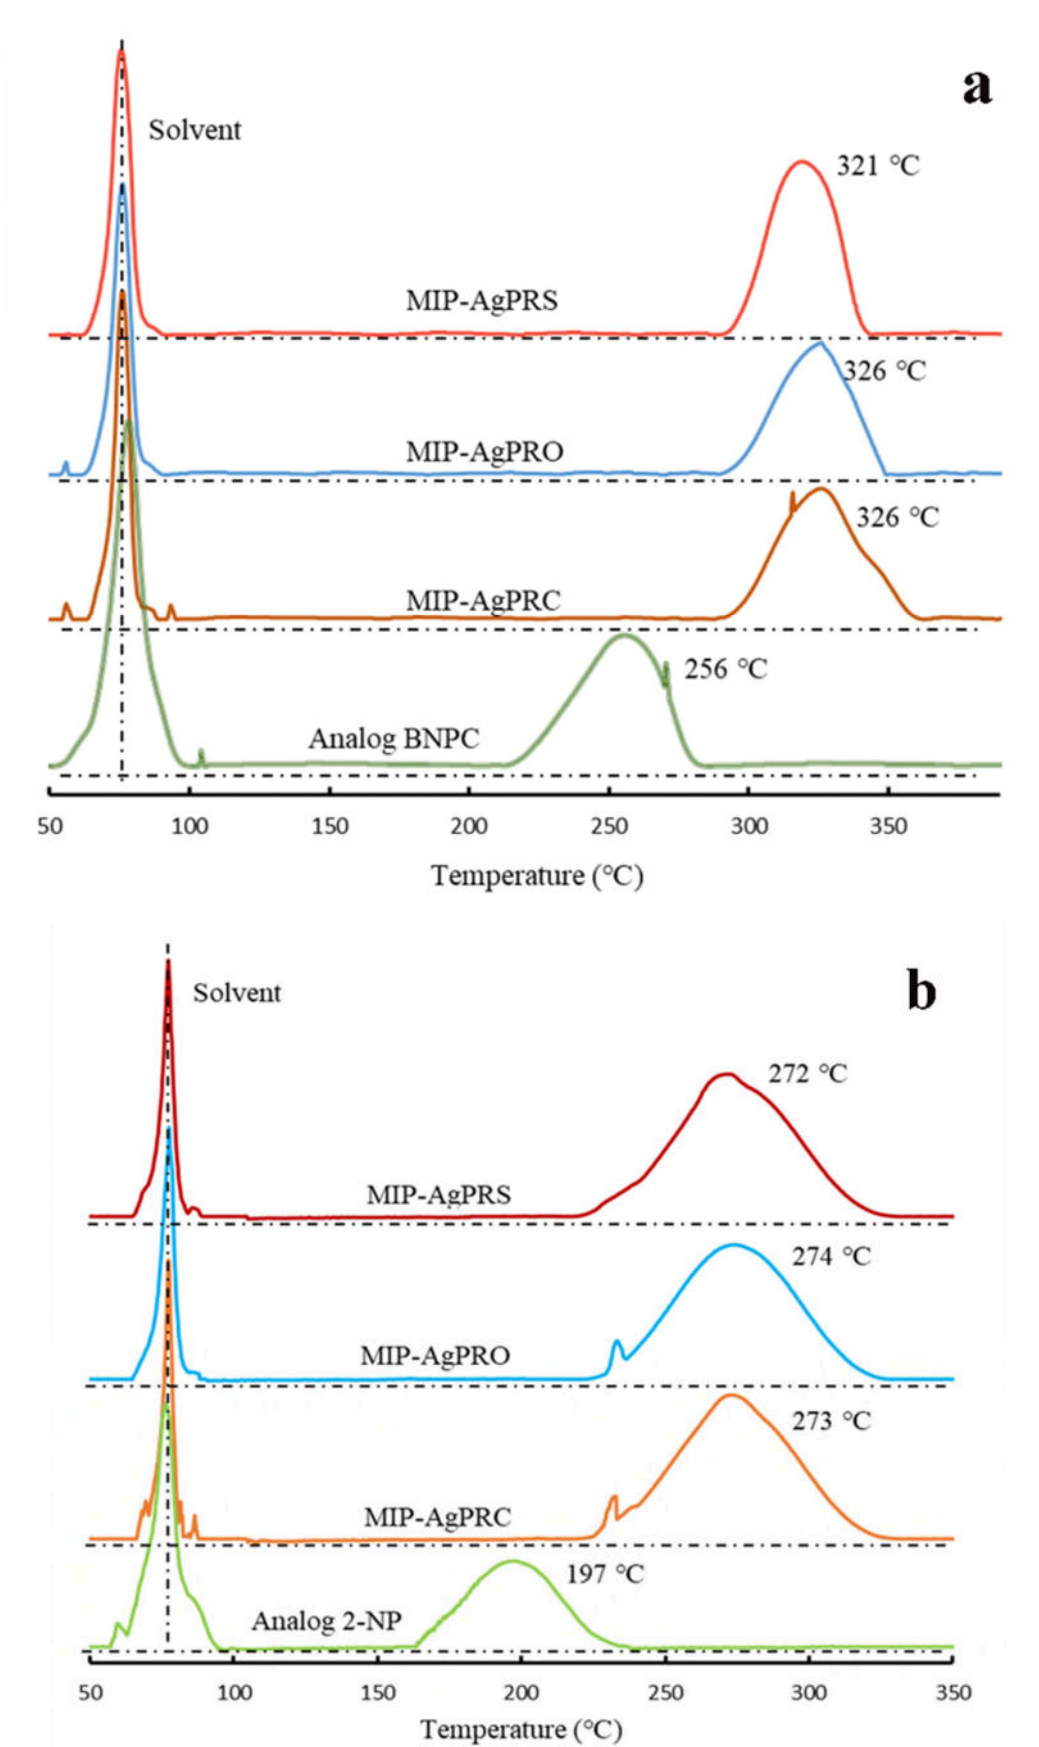 a
Solvent
321 °C
MIP-AgPRS
326 °C
MIP-AgPRO
326 °C
MIP-AgPRC
256 °C
Analog BNPC
50 100 150 200 250 300 350
Temperature (°C)
b
Solvent
272 °C
MIP-AgPRS
274 °C
MIP-AgPRO
273 °C
MIP-AgPRC
197 °C
Analog 2-NP
50 100 150 200 250 300 350
Temperature (°C)